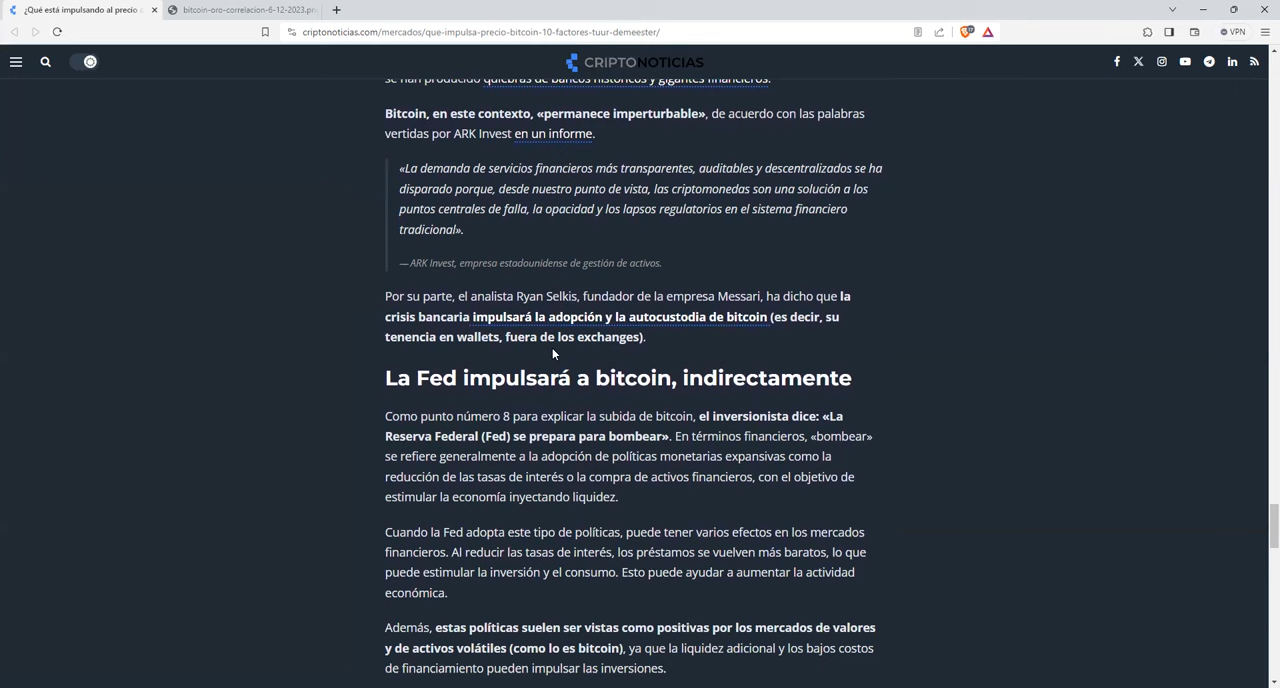 ¿Qué está impulsando al precio d
bitcoin-oro-correlacion-6-12-2023.pn
criptonoticias.com/mercados/que-impulsa-precio-bitcoin-10-factores-tuur-demeester/
VPN
CRIPTONOTICIAS
se han producido quiebras de bancos históricos y gigantes financieros.
Bitcoin, en este contexto, «permanece imperturbable», de acuerdo con las palabras
vertidas por ARK Invest en un informe.
«La demanda de servicios financieros más transparentes, auditables y descentralizados se ha
disparado porque, desde nuestro punto de vista, las criptomonedas son una solución a los
puntos centrales de falla, la opacidad y los lapsos regulatorios en el sistema financiero
tradicional».
— ARK Invest, empresa estadounidense de gestión de activos.
Por su parte, el analista Ryan Selkis, fundador de la empresa Messari, ha dicho que la
crisis bancaria impulsará la adopción y la autocustodia de bitcoin (es decir, su
tenencia en wallets, fuera de los exchanges).
La Fed impulsará a bitcoin, indirectamente
Como punto número 8 para explicar la subida de bitcoin, el inversionista dice: «La
Reserva Federal (Fed) se prepara para bombear». En términos financieros, «bombear»
se refiere generalmente a la adopción de políticas monetarias expansivas como la
reducción de las tasas de interés o la compra de activos financieros, con el objetivo de
estimular la economía inyectando liquidez.
Cuando la Fed adopta este tipo de políticas, puede tener varios efectos en los mercados
financieros. Al reducir las tasas de interés, los préstamos se vuelven más baratos, lo que
puede estimular la inversión y el consumo. Esto puede ayudar a aumentar la actividad
económica.
Además, estas políticas suelen ser vistas como positivas por los mercados de valores
y de activos volátiles (como lo es bitcoin), ya que la liquidez adicional y los bajos costos
de financiamiento pueden impulsar las inversiones.